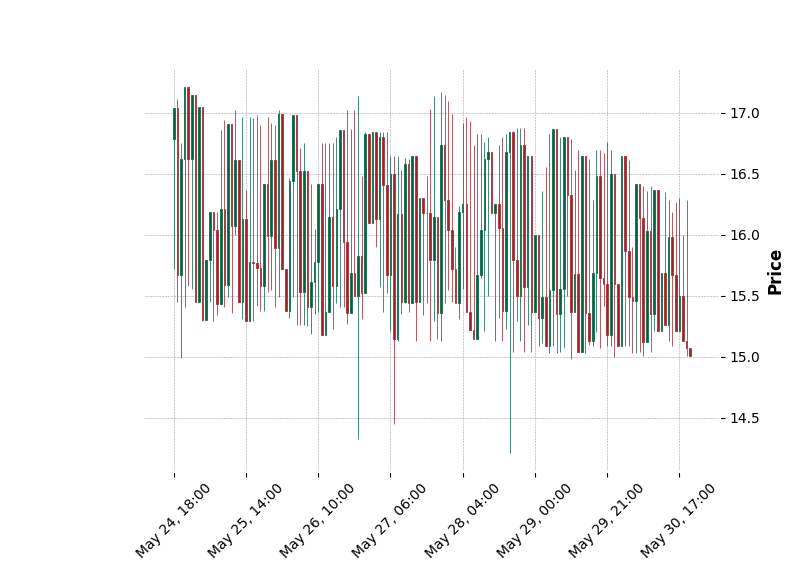 17.0
16.5
16.0
15.5
15.0
14.5
Price
May 24, 18:00
May 25, 14:00
May 26, 10:00
May 27, 06:00
May 28, 04:00
May 29, 00:00
May 29, 21:00
May 30, 17:00